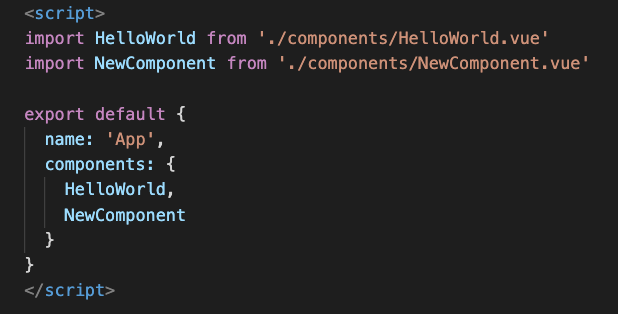 <script>
import HelloWorld from './components/HelloWorld.vue'
import NewComponent from './components/NewComponent.vue'

export default {
  name: 'App',
  components: {
    HelloWorld,
    NewComponent
  }
}
</script>